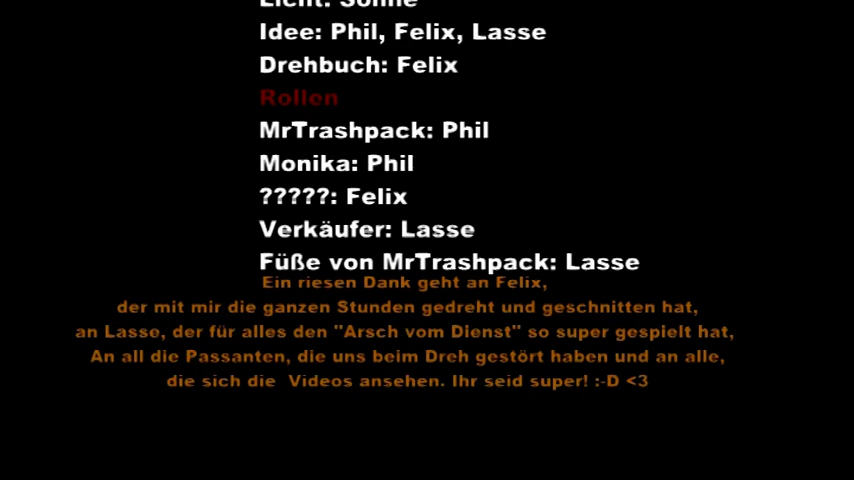 Licht: Sonne
Idee: Phil, Felix, Lasse
Drehbuch: Felix
Rollen
MrTrashpack: Phil
Monika: Phil
?????: Felix
Verkäufer: Lasse
Füße von MrTrashpack: Lasse
Ein riesen Dank geht an Felix,
der mit mir die ganzen Stunden gedreht und geschnitten hat,
an Lasse, der für alles den "Arsch vom Dienst" so super gespielt hat,
An all die Passanten, die uns beim Dreh gestört haben und an alle,
die sich die Videos ansehen. Ihr seid super! :-D <3